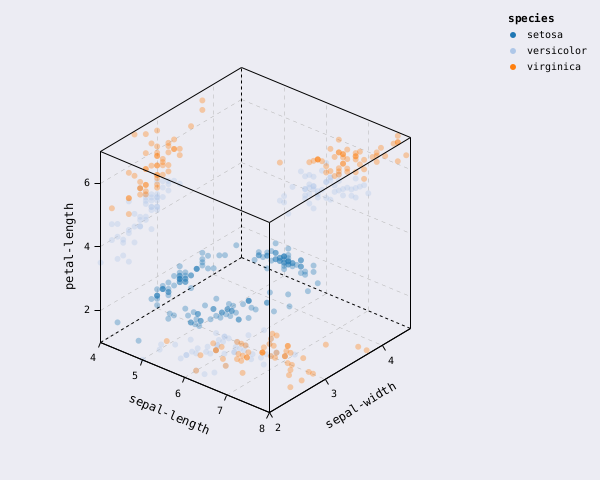 species
setosa
versicolor
virginica
6
4
2
petal-length
4
5
6
7
8
sepal-length
2
3
4
sepal-width